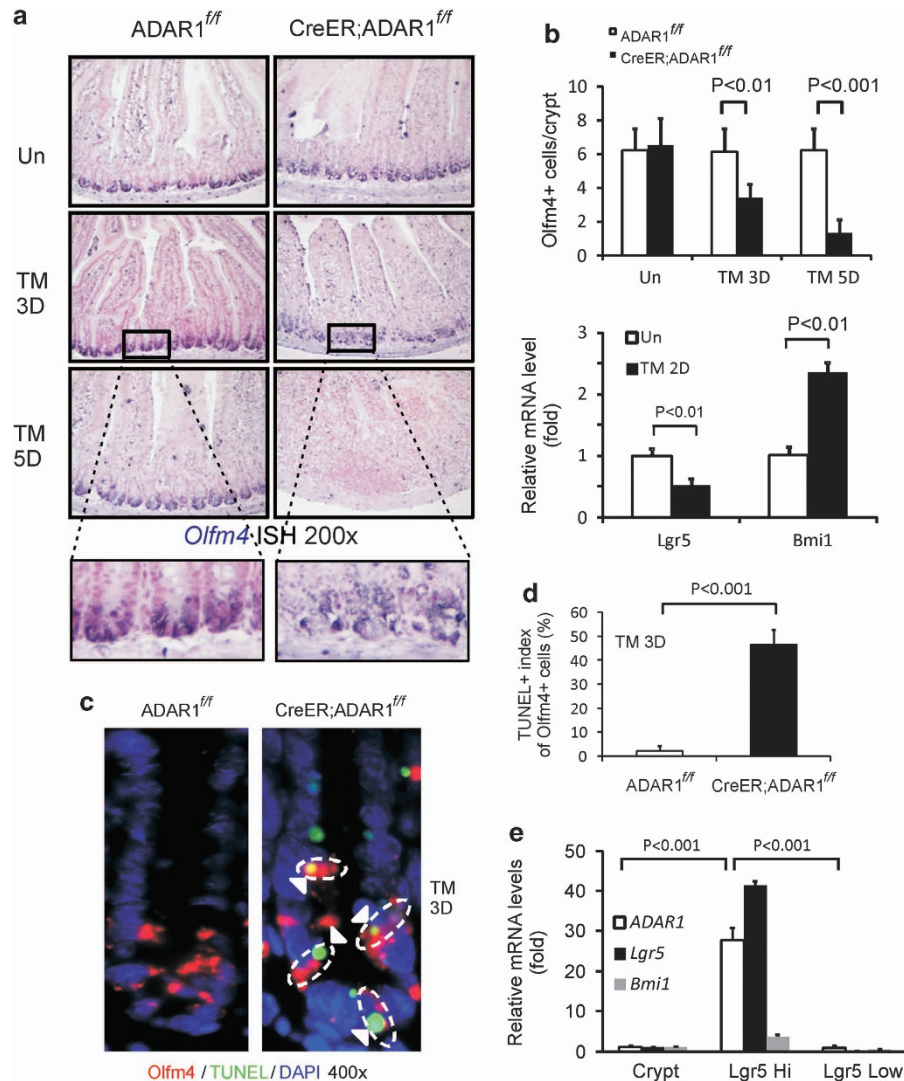 a
ADAR1f/f
CreER;ADAR1f/f
Un
TM
3D
TM
5D
Olfm4 ISH 200x
b
ADAR1f/f
CreER;ADAR1f/f
P<0.01
P<0.001
8
6
4
2
0
Olfm4+ cells/crypt
Un
TM 3D
TM 5D
Un
TM 2D
P<0.01
P<0.01
3
2
1
0
Relative mRNA level
(fold)
Lgr5
Bmi1
c
ADAR1f/f
CreER;ADAR1f/f
TM
3D
Olfm4 / TUNEL / DAPI 400x
d
P<0.001
TM 3D
60
50
40
30
20
10
0
TUNEL+ index
of Olfm4+ cells (%)
ADAR1f/f
CreER;ADAR1f/f
e
P<0.001
P<0.001
50
40
30
20
10
0
Relative mRNA levels
(fold)
ADAR1
Lgr5
Bmi1
Crypt
Lgr5 Hi
Lgr5 Low